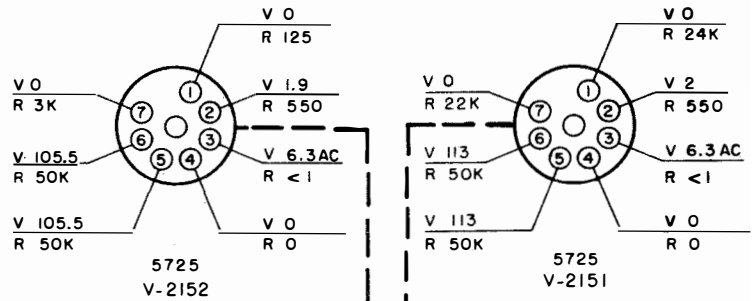 V 0
R 125
V 0
R 3K
V 1.9
R 550
V 105.5
R 50K
V 6.3 AC
R <1
V 105.5
R 50K
V 0
R 0
1
2
3
4
5
6
7
5725
V-2152
V 0
R 24K
V 0
R 22K
V 2
R 550
V 113
R 50K
V 6.3 AC
R <1
V 113
R 50K
V 0
R 0
1
2
3
4
5
6
7
5725
V-2151